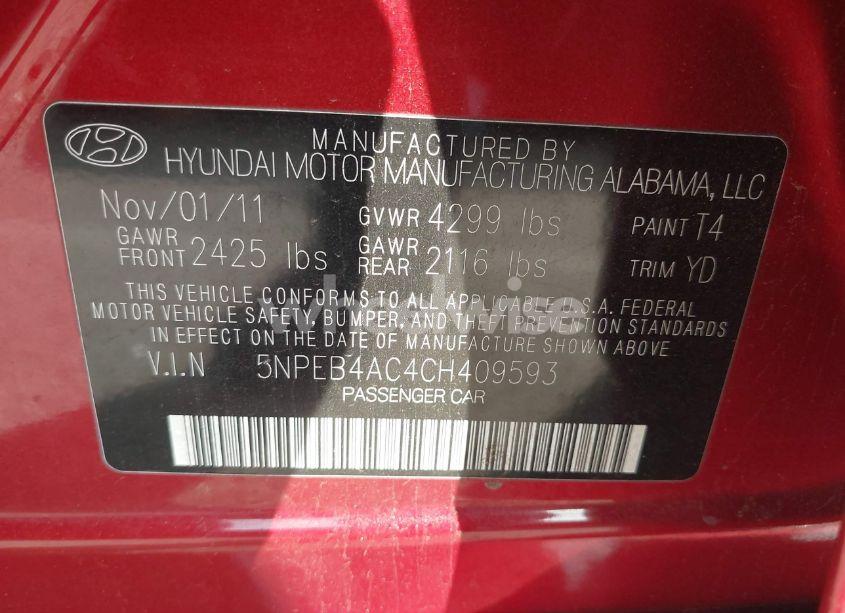 MANUFACTURED BY
HYUNDAI MOTOR MANUFACTURING ALABAMA, LLC
Nov/01/11 GVWR 4299 lbs PAINT T4
GAWR FRONT 2425 lbs GAWR REAR 2116 lbs TRIM YD
THIS VEHICLE CONFORMS TO ALL APPLICABLE U.S.A. FEDERAL
MOTOR VEHICLE SAFETY, BUMPER, AND THEFT PREVENTION STANDARDS
IN EFFECT ON THE DATE OF MANUFACTURE SHOWN ABOVE
V.I.N 5NPEB4AC4CH409593
PASSENGER CAR